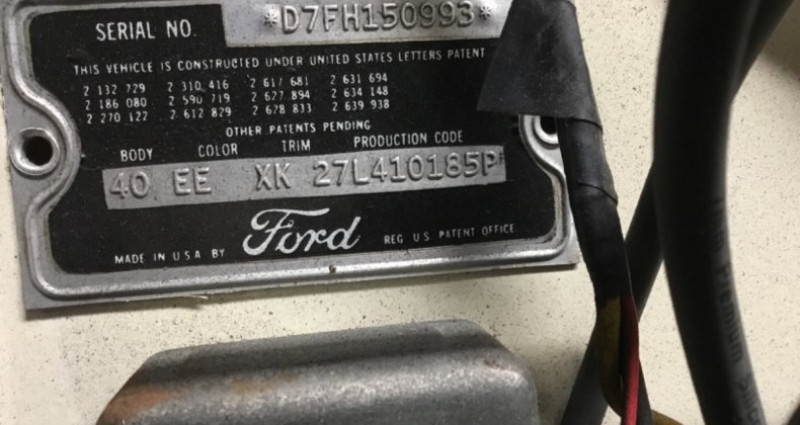 SERIAL NO. *D7FH150993*
THIS VEHICLE IS CONSTRUCTED UNDER UNITED STATES LETTERS PATENT
2 132 729 2 310 416 2 617 681 2 631 694
2 186 080 2 590 719 2 627 894 2 634 148
2 270 122 2 612 829 2 628 833 2 639 938
OTHER PATENTS PENDING
BODY COLOR TRIM PRODUCTION CODE
40 EE XK 27L410185P
MADE IN U S A BY Ford REG U S PATENT OFFICE